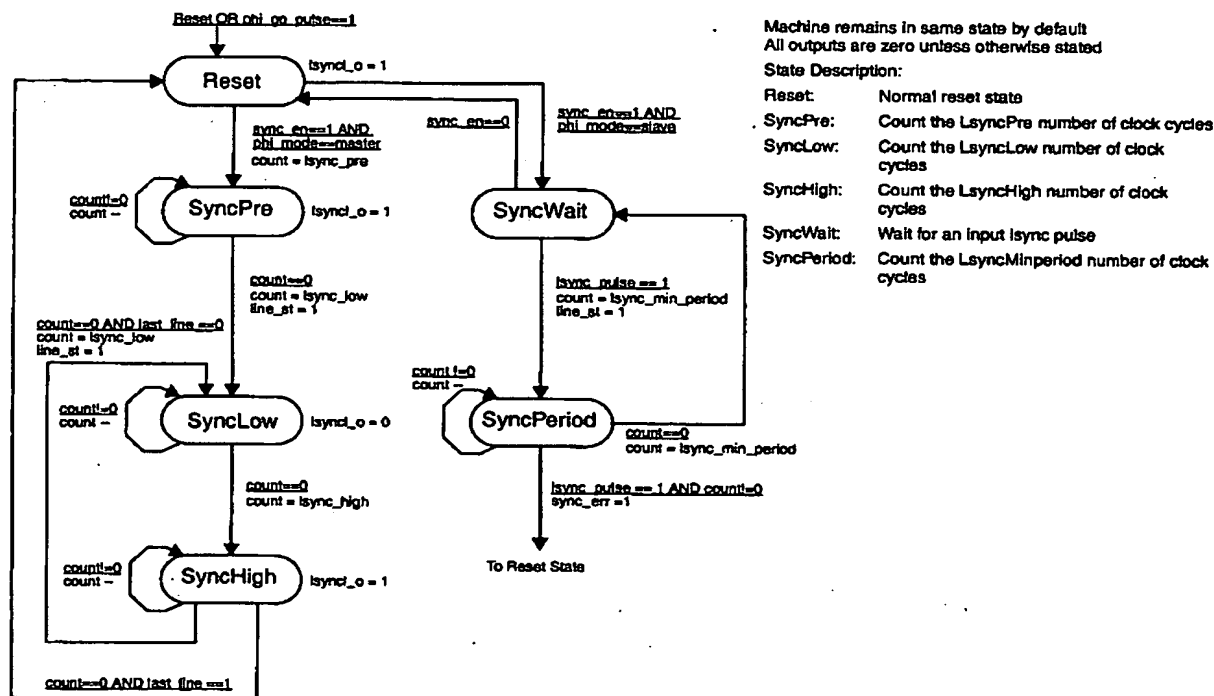 Reset OR phi_go_pulse==1
Reset
lsyncl_o = 1
sync_en==1 AND
phi_mode==master
count = lsync_pre
sync_en==0
sync_en==1 AND
phi_mode==slave
count!=0
count --
SyncPre
lsyncl_o = 1
SyncWait
count==0
count = lsync_low
line_st = 1
lsync_pulse == 1
count = lsync_min_period
line_st = 1
count==0 AND last_line ==0
count = lsync_low
line_st = 1
count!=0
count --
SyncLow
lsyncl_o = 0
count !=0
count --
SyncPeriod
count==0
count = lsync_min_period
count==0
count = lsync_high
lsync_pulse == 1 AND count!=0
sync_err =1
count!=0
count --
SyncHigh
lsyncl_o = 1
To Reset State
count==0 AND last_line ==1
Machine remains in same state by default
All outputs are zero unless otherwise stated
State Description:
Reset: Normal reset state
SyncPre: Count the LsyncPre number of clock cycles
SyncLow: Count the LsyncLow number of clock
cycles
SyncHigh: Count the LsyncHigh number of clock
cycles
SyncWait: Wait for an input lsync pulse
SyncPeriod: Count the LsyncMinperiod number of clock
cycles